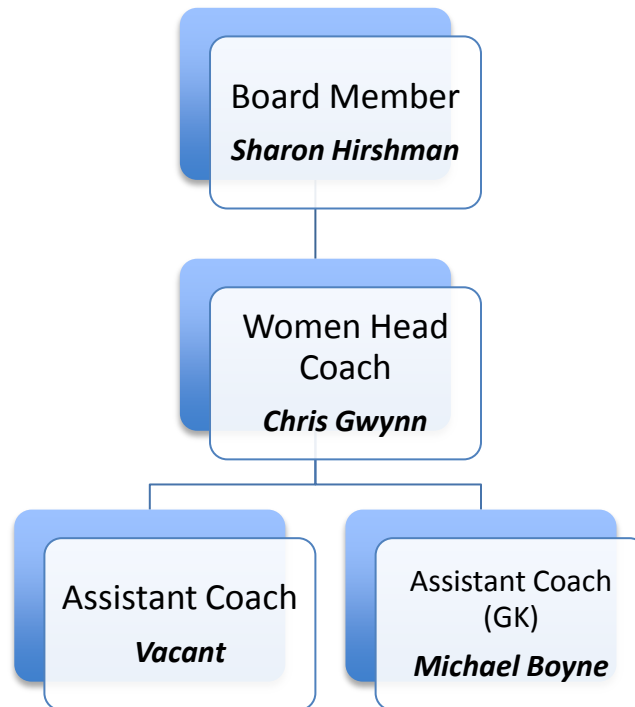 Board Member
Sharon Hirshman
Women Head
Coach
Chris Gwynn
Assistant Coach
Vacant
Assistant Coach
(GK)
Michael Boyne